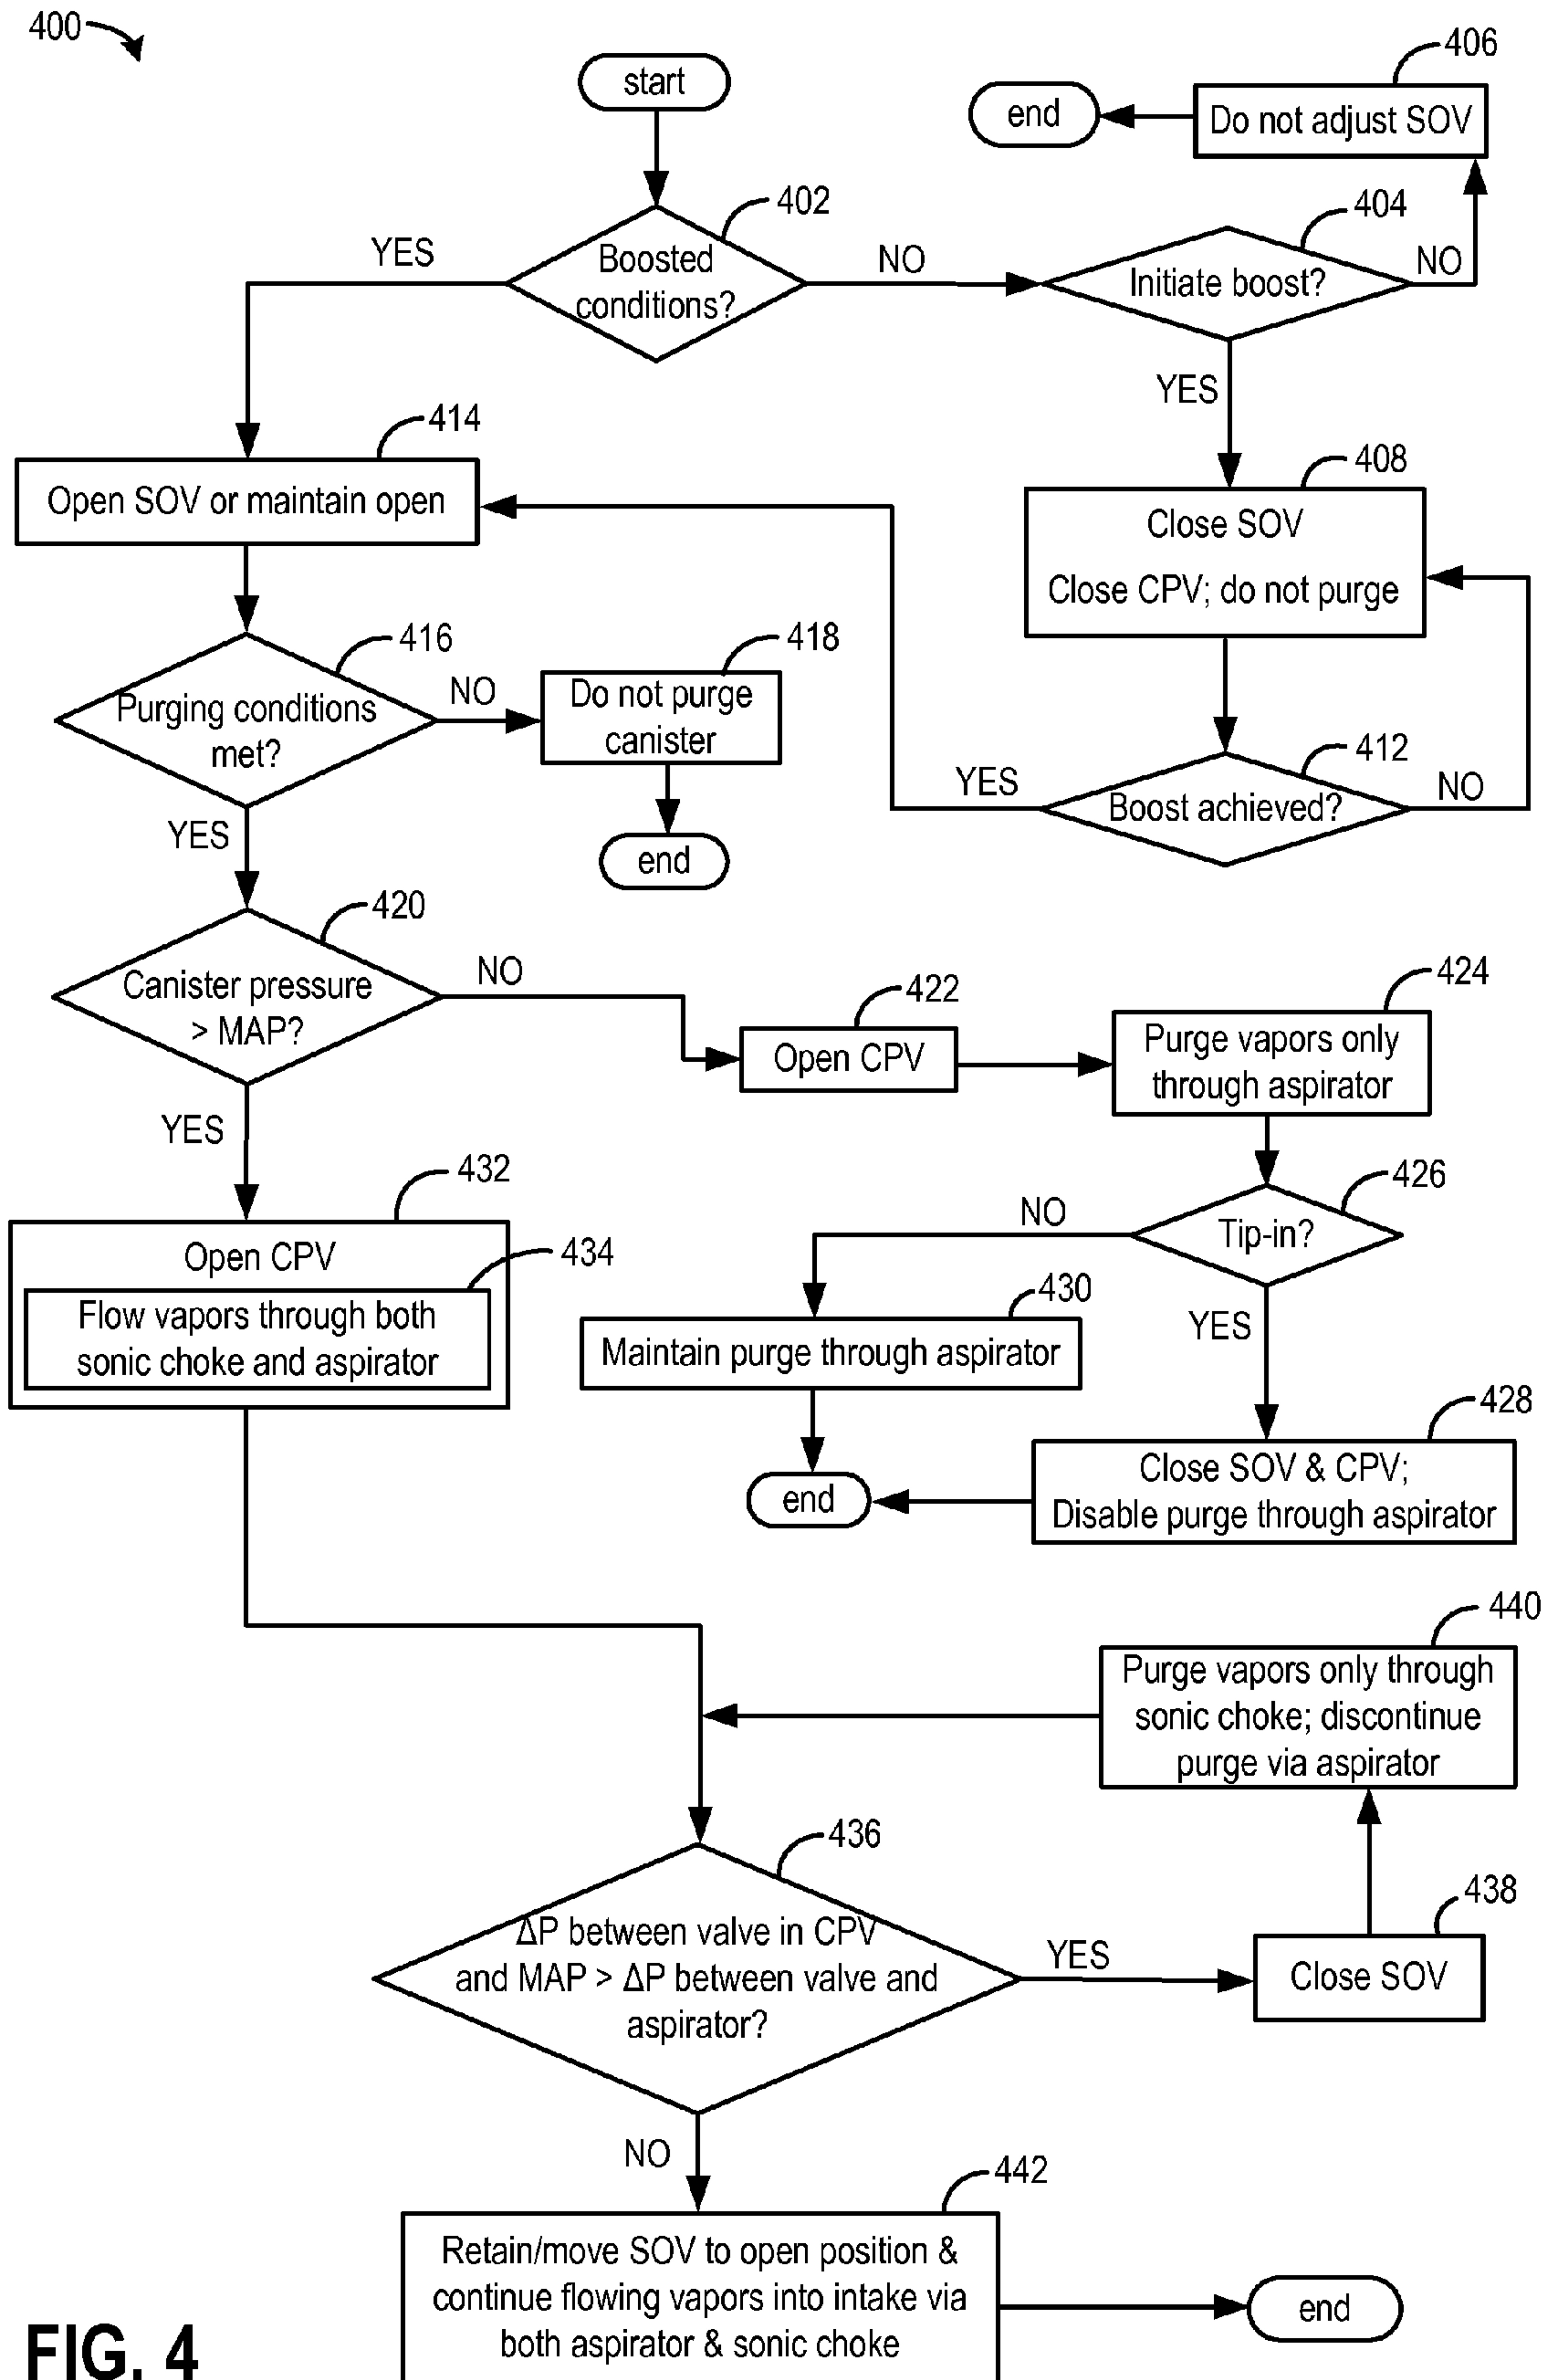 400
start
406
end
Do not adjust SOV
402
404
YES
Boosted
conditions?
NO
Initiate boost?
NO
YES
414
Open SOV or maintain open
408
Close SOV
Close CPV; do not purge
416
Purging conditions
met?
NO
418
Do not purge
canister
412
YES
Boost achieved?
NO
YES
end
420
Canister pressure
> MAP?
NO
422
Open CPV
424
Purge vapors only
through aspirator
YES
426
Tip-in?
NO
432
Open CPV
434
Flow vapors through both
sonic choke and aspirator
430
Maintain purge through aspirator
YES
428
Close SOV & CPV;
Disable purge through aspirator
end
440
Purge vapors only through
sonic choke; discontinue
purge via aspirator
436
ΔP between valve in CPV
and MAP > ΔP between valve and
aspirator?
YES
438
Close SOV
NO
442
Retain/move SOV to open position &
continue flowing vapors into intake via
both aspirator & sonic choke
end
FIG. 4